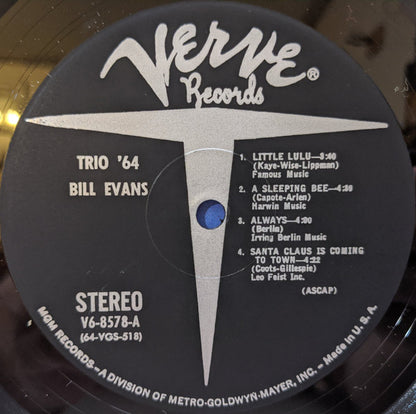 VERVE®
Records
TRIO '64
BILL EVANS
1. LITTLE LULU—3:40
(Kaye-Wise-Lippman)
Famous Music
2. A SLEEPING BEE—4:30
(Capote-Arlen)
Harwin Music
3. ALWAYS—4:00
(Berlin)
Irving Berlin Music
4. SANTA CLAUS IS COMING
TO TOWN—4:22
(Coots-Gillespie)
Leo Feist Inc.
(ASCAP)
STEREO
V6-8578-A
(64-VGS-518)
MGM RECORDS—A DIVISION OF METRO-GOLDWYN-MAYER, INC.—Made in U.S.A.